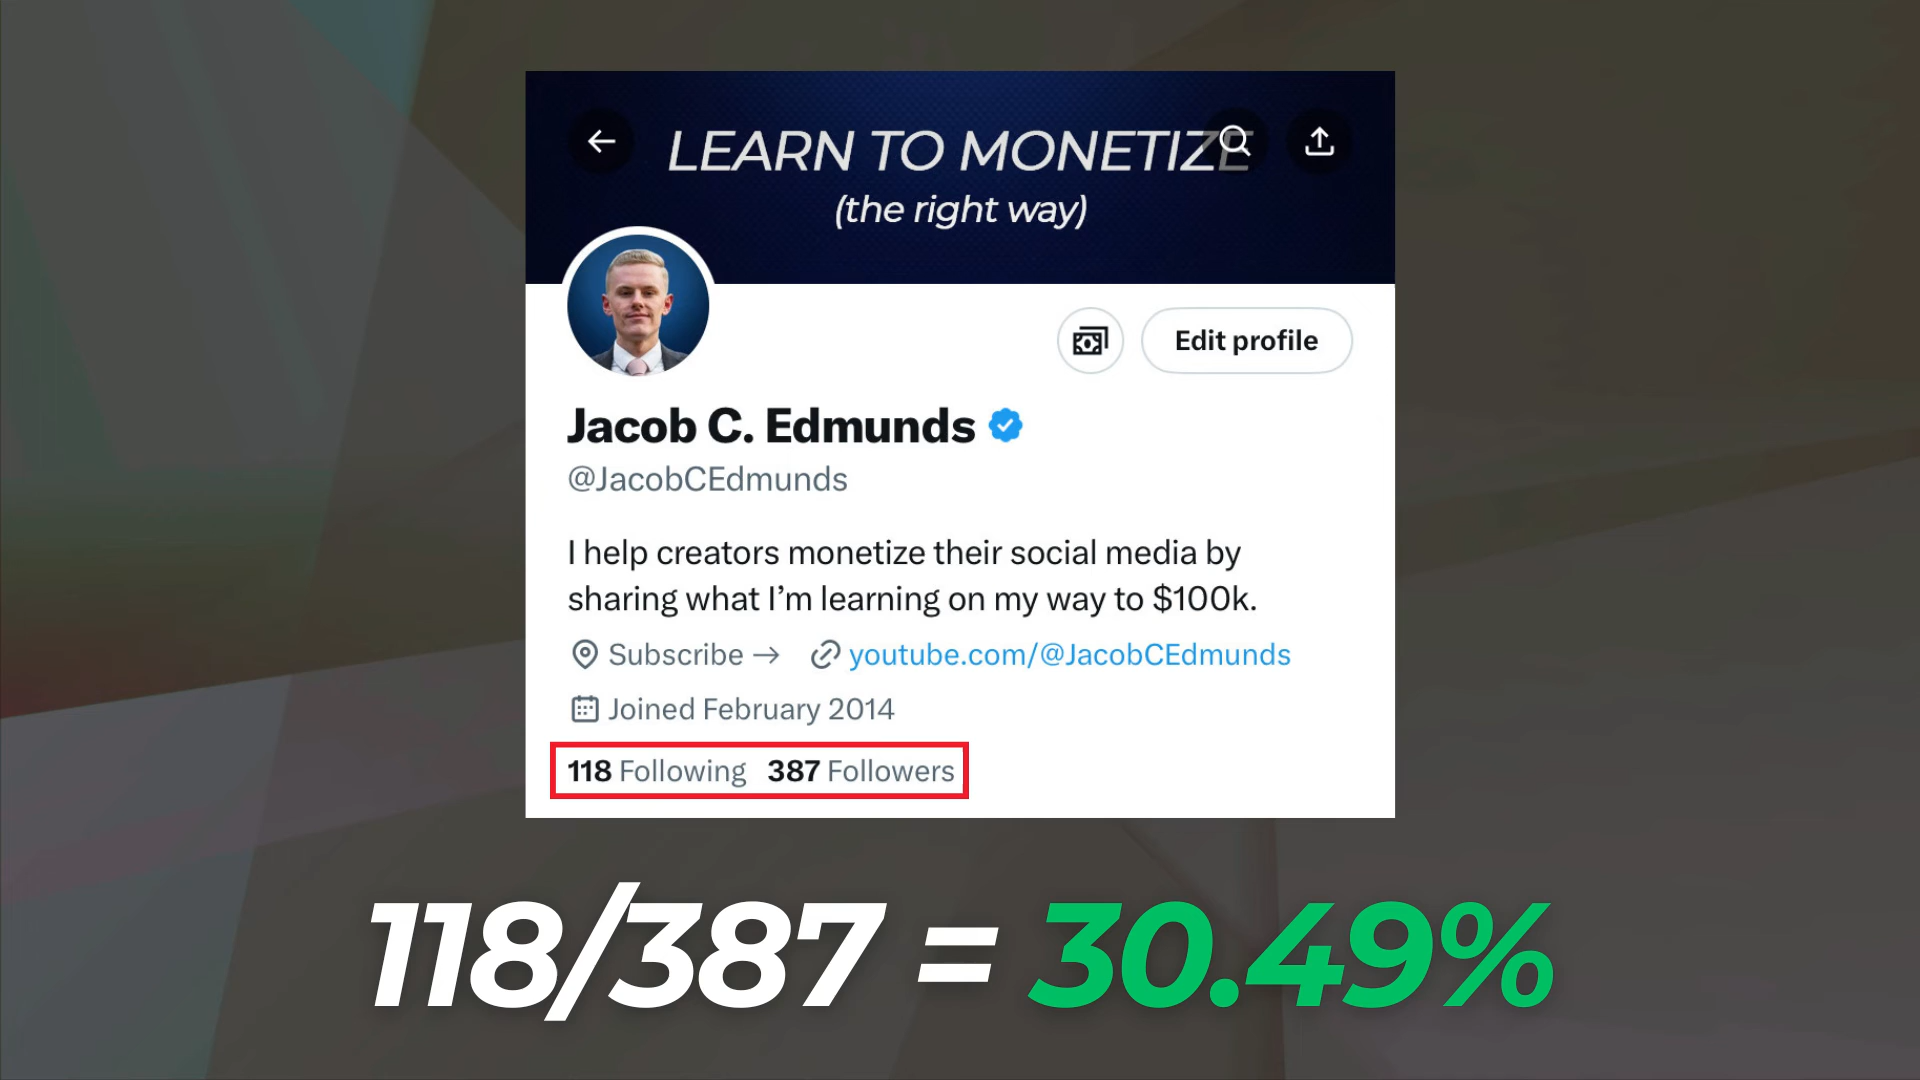 LEARN TO MONETIZE
(the right way)
Edit profile
Jacob C. Edmunds
@JacobCEdmunds
I help creators monetize their social media by
sharing what I’m learning on my way to $100k.
Subscribe → youtube.com/@JacobCEdmunds
Joined February 2014
118 Following 387 Followers
118/387 = 30.49%